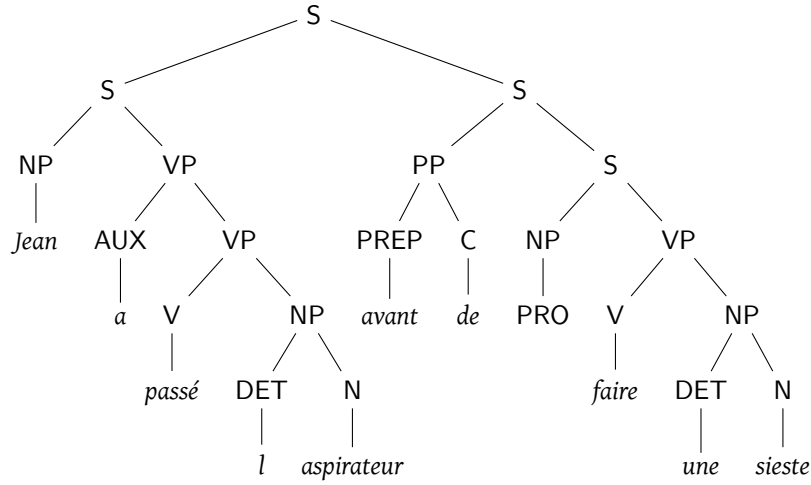 S
S S
NP VP PP S
Jean AUX VP PREP C NP VP
a V NP avant de PRO V NP
passé DET N faire DET N
l aspirateur une sieste